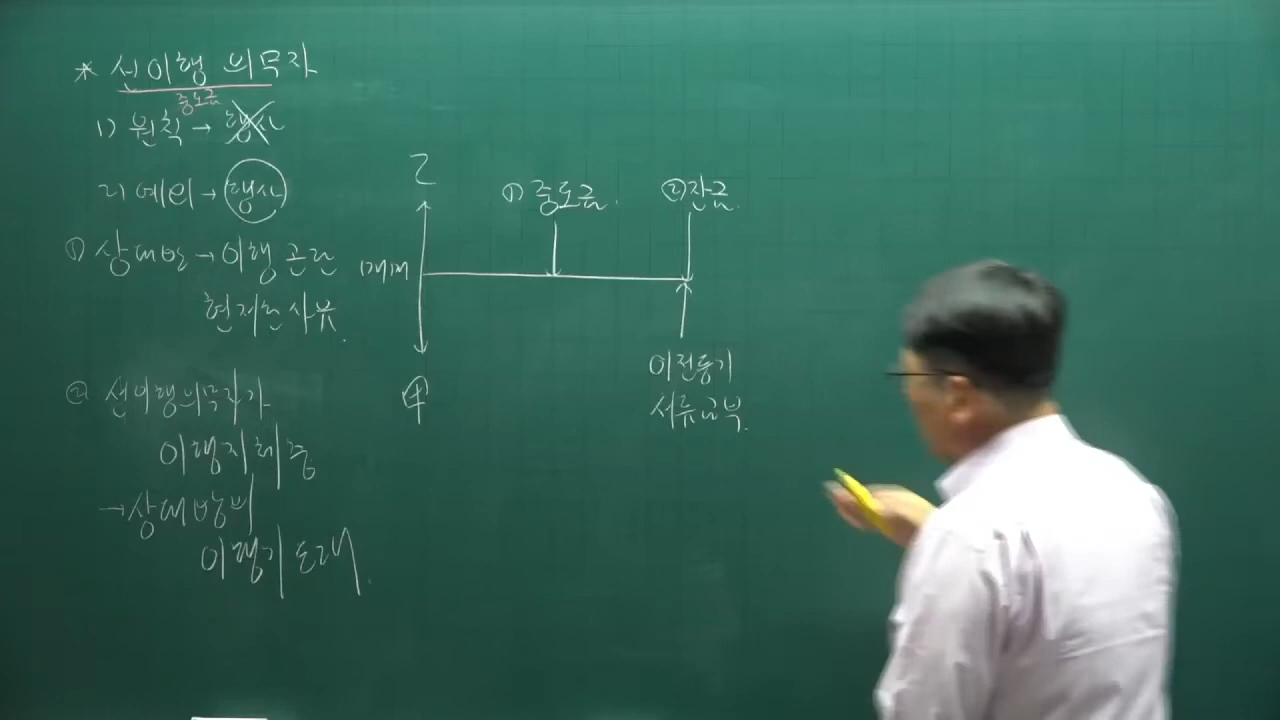 * 선이행 의무자
중도금
1) 원칙 → 행사
2) 예외 → 행사
① 상대방 → 이행 곤란
현저한 사유.
② 선이행의무자가
이행지체 중
→ 상대방의
이행기 도래.
乙
① 중도금.
② 잔금.
매매
甲
이전등기
서류교부.